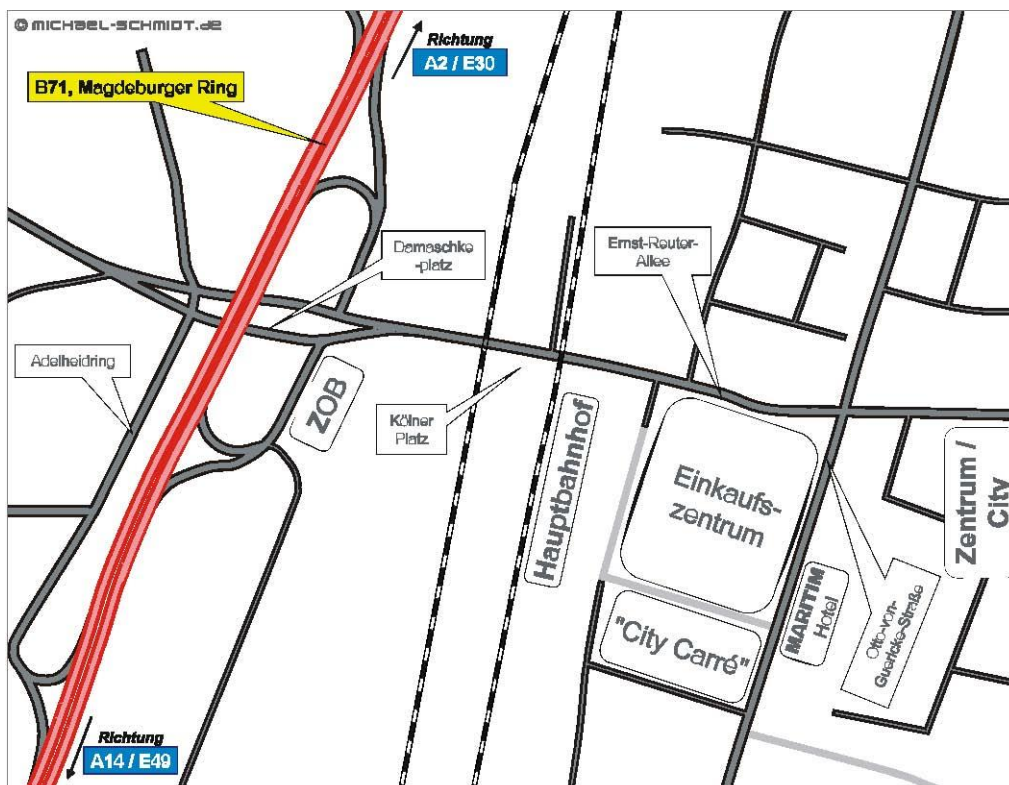 © MICHAEL-SCHMIDT.de
Richtung
A2 / E30
B71, Magdeburger Ring
Damaschke
-platz
Ernst-Reuter-
Allee
Adelheidring
ZOB
Kölner
Platz
Hauptbahnhof
Einkaufs-
zentrum
Zentrum /
City
"City Carré"
MARITIM
Hotel
Otto-von-
Guericke-Straße
Richtung
A14 / E49